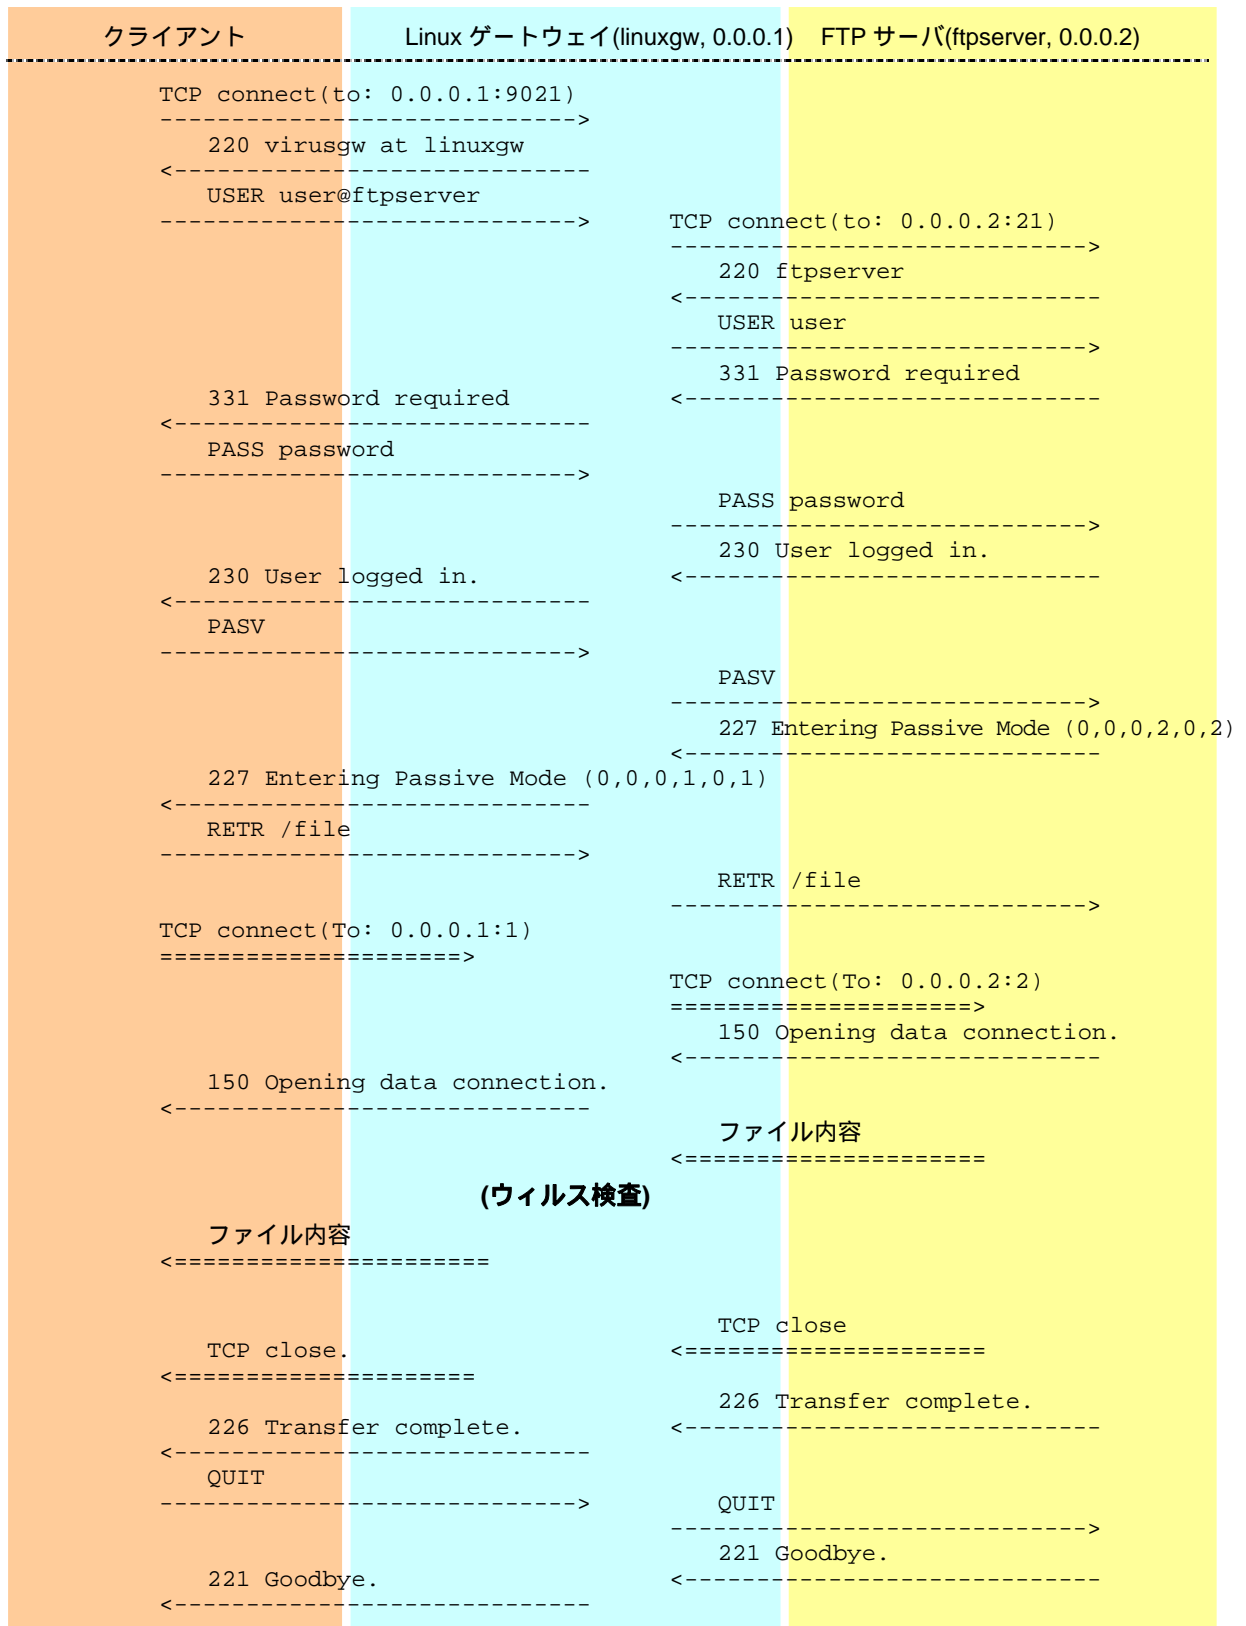 クライアント Linux ゲートウェイ(linuxgw, 0.0.0.1) FTP サーバ(ftpserver, 0.0.0.2)
TCP connect(to: 0.0.0.1:9021)
----------------------------->
220 virusgw at linuxgw
<-----------------------------
USER user@ftpserver
----------------------------->
TCP connect(to: 0.0.0.2:21)
----------------------------->
220 ftpserver
<-----------------------------
USER user
----------------------------->
331 Password required
<-----------------------------
331 Password required
<-----------------------------
PASS password
----------------------------->
PASS password
----------------------------->
230 User logged in.
<-----------------------------
230 User logged in.
<-----------------------------
PASV
----------------------------->
PASV
----------------------------->
227 Entering Passive Mode (0,0,0,2,0,2)
<-----------------------------
227 Entering Passive Mode (0,0,0,1,0,1)
<-----------------------------
RETR /file
----------------------------->
RETR /file
----------------------------->
TCP connect(To: 0.0.0.1:1)
=====================>
TCP connect(To: 0.0.0.2:2)
=====================>
150 Opening data connection.
<-----------------------------
150 Opening data connection.
<-----------------------------
ファイル内容
<=====================
(ウィルス検査)
ファイル内容
<======================
TCP close
<=====================
TCP close.
<=====================
226 Transfer complete.
<-----------------------------
226 Transfer complete.
<-----------------------------
QUIT
----------------------------->
QUIT
----------------------------->
221 Goodbye.
<-----------------------------
221 Goodbye.
<-----------------------------